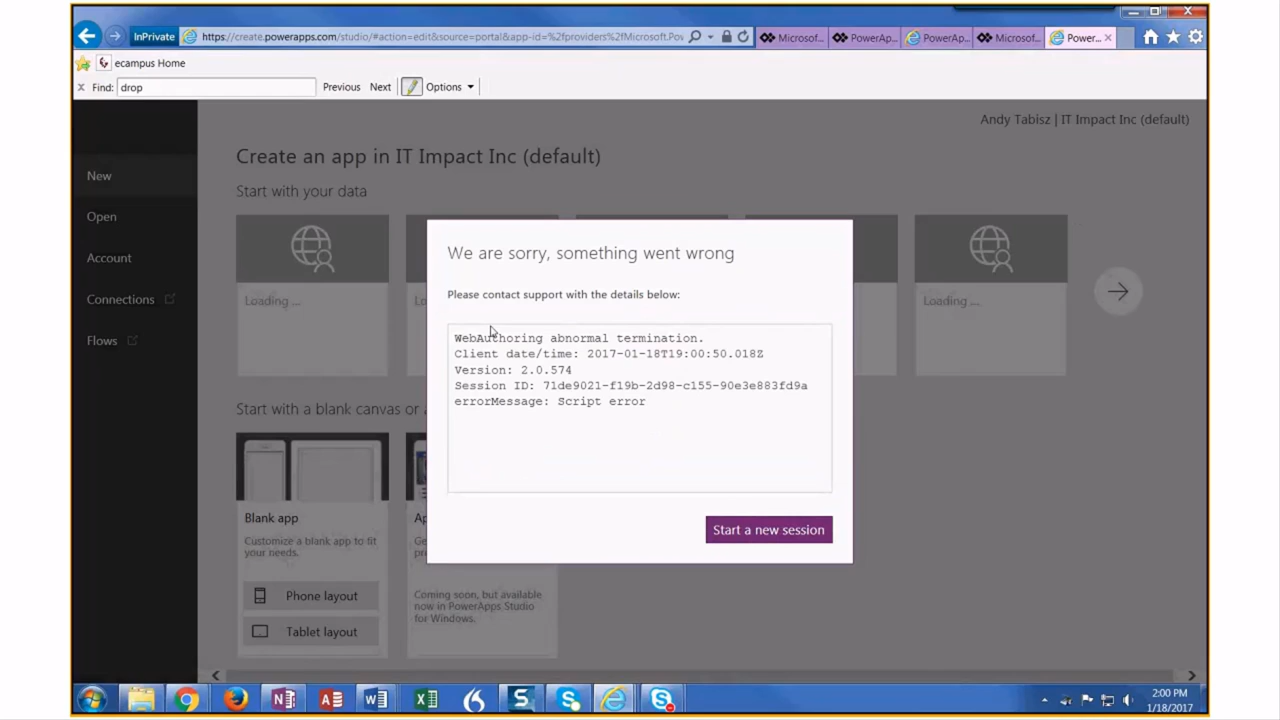 InPrivate
https://create.powerapps.com/studio/#action=edit&source=portal&app-id=%2fproviders%2fMicrosoft.Pov
Microsof...
PowerAp...
PowerAp...
Microsof...
Power...
ecampus Home
x Find: drop
Previous Next Options
Andy Tabisz | IT Impact Inc (default)
Create an app in IT Impact Inc (default)
New
Start with your data
Open
Account
Connections
Flows
Loading ...
Loading ...
We are sorry, something went wrong
Please contact support with the details below:
WebAuthoring abnormal termination.
Client date/time: 2017-01-18T19:00:50.018Z
Version: 2.0.574
Session ID: 71de9021-f19b-2d98-c155-90e3e883fd9a
errorMessage: Script error
Start a new session
Start with a blank canvas or
Blank app
Customize a blank app to fit
your needs.
Phone layout
Tablet layout
Coming soon, but available
now in PowerApps Studio
for Windows.
2:00 PM
1/18/2017